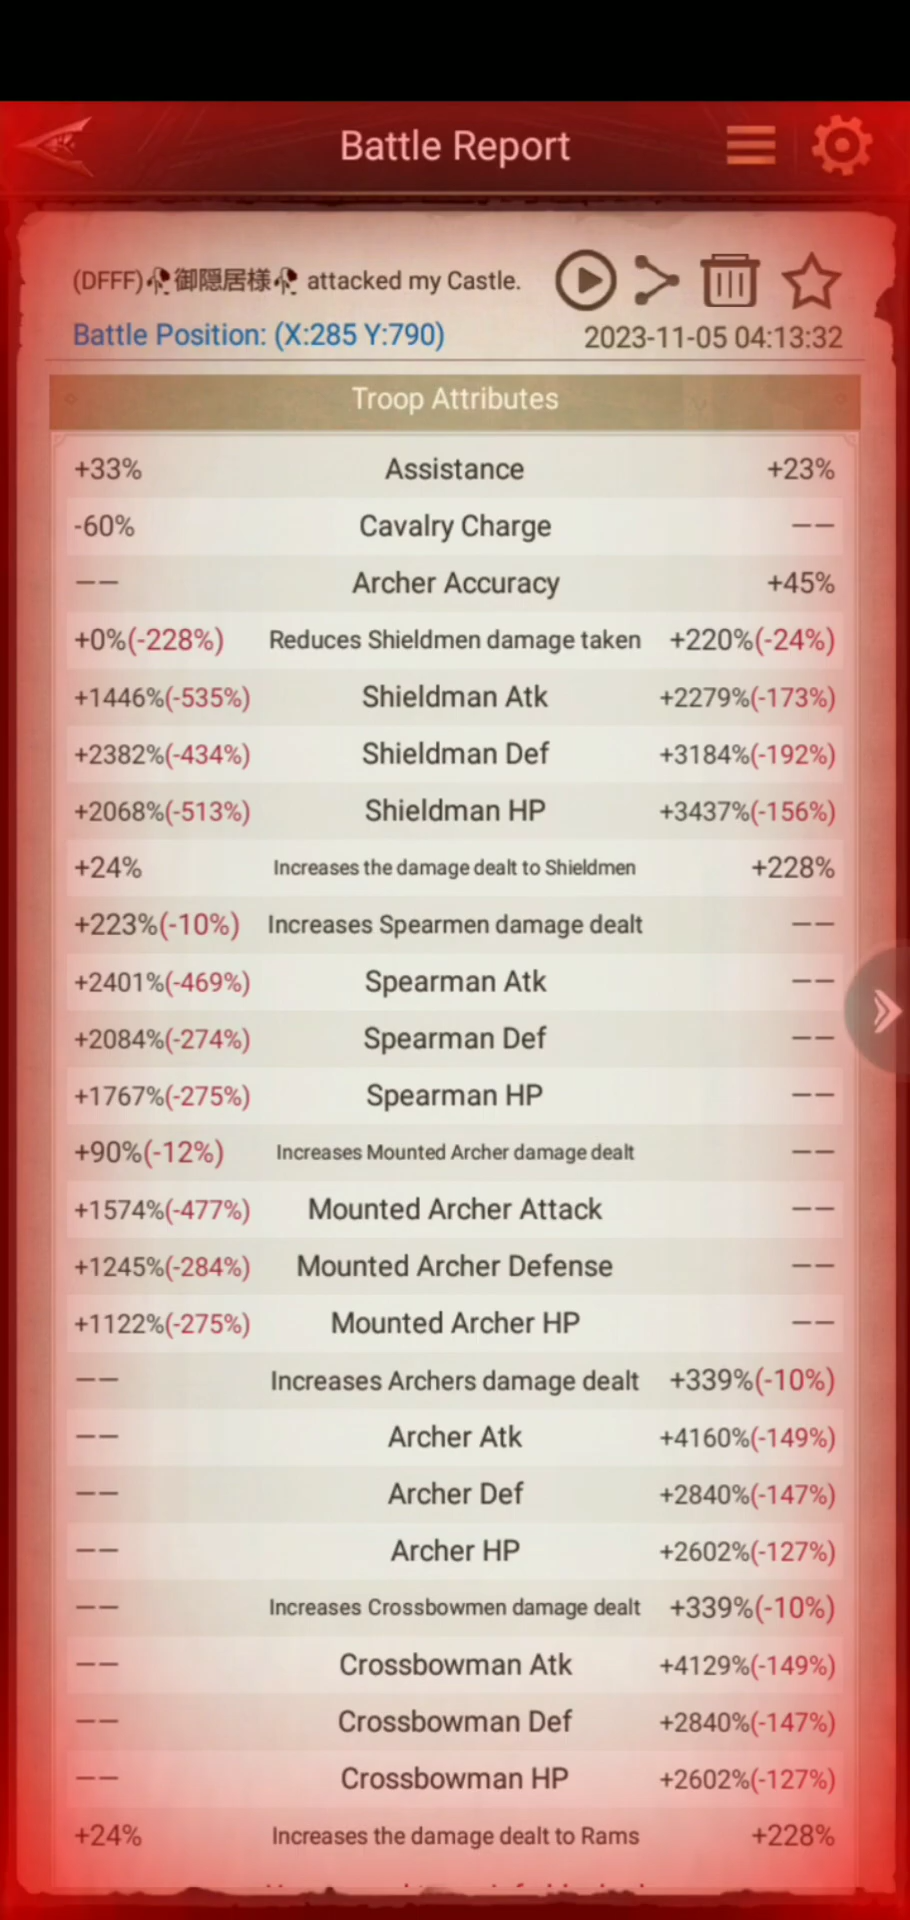 Battle Report
(DFFF)🥀御隠居様🥀 attacked my Castle.
Battle Position: (X:285 Y:790) 2023-11-05 04:13:32
Troop Attributes
+33% Assistance +23%
-60% Cavalry Charge −−
−− Archer Accuracy +45%
+0%(-228%) Reduces Shieldmen damage taken +220%(-24%)
+1446%(-535%) Shieldman Atk +2279%(-173%)
+2382%(-434%) Shieldman Def +3184%(-192%)
+2068%(-513%) Shieldman HP +3437%(-156%)
+24% Increases the damage dealt to Shieldmen +228%
+223%(-10%) Increases Spearmen damage dealt −−
+2401%(-469%) Spearman Atk −−
+2084%(-274%) Spearman Def −−
+1767%(-275%) Spearman HP −−
+90%(-12%) Increases Mounted Archer damage dealt −−
+1574%(-477%) Mounted Archer Attack −−
+1245%(-284%) Mounted Archer Defense −−
+1122%(-275%) Mounted Archer HP −−
−− Increases Archers damage dealt +339%(-10%)
−− Archer Atk +4160%(-149%)
−− Archer Def +2840%(-147%)
−− Archer HP +2602%(-127%)
−− Increases Crossbowmen damage dealt +339%(-10%)
−− Crossbowman Atk +4129%(-149%)
−− Crossbowman Def +2840%(-147%)
−− Crossbowman HP +2602%(-127%)
+24% Increases the damage dealt to Rams +228%